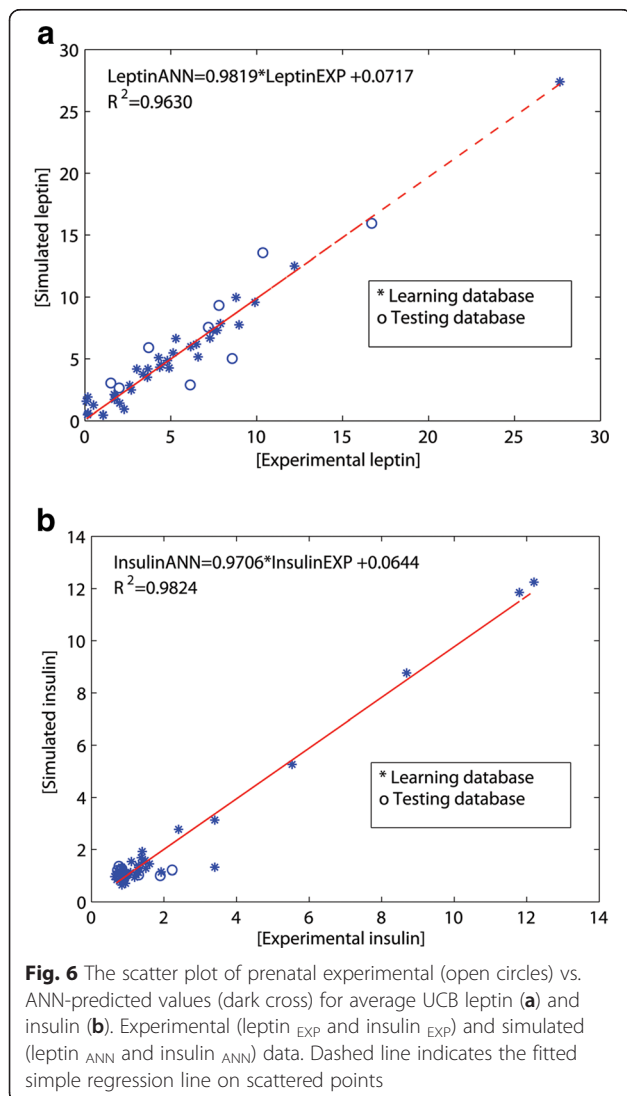 a
30
LeptinANN=0.9819*LeptinEXP +0.0717
R²=0.9630
25
20
[Simulated leptin]
15
10
* Learning database
o Testing database
5
0
0 5 10 15 20 25 30
[Experimental leptin]
b
14
InsulinANN=0.9706*InsulinEXP +0.0644
R²=0.9824
12
10
[Simulated insulin]
8
6
* Learning database
o Testing database
4
2
0
0 2 4 6 8 10 12 14
[Experimental insulin]
Fig. 6 The scatter plot of prenatal experimental (open circles) vs.
ANN-predicted values (dark cross) for average UCB leptin (a) and
insulin (b). Experimental (leptin EXP and insulin EXP) and simulated
(leptin ANN and insulin ANN) data. Dashed line indicates the fitted
simple regression line on scattered points